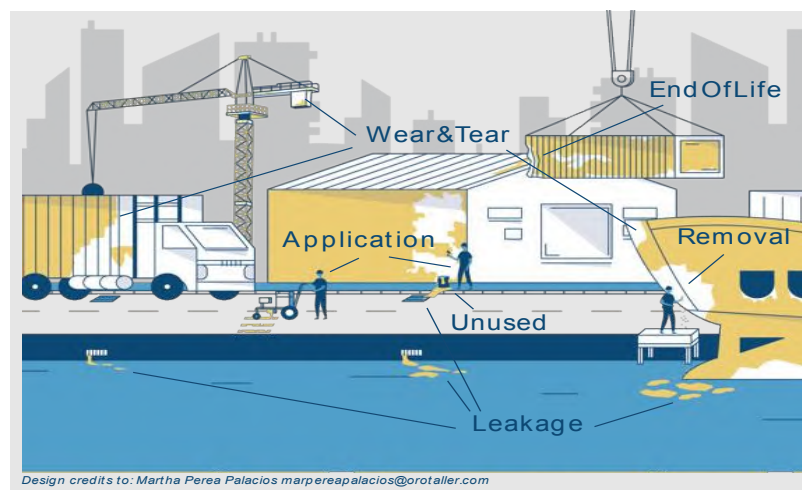 EndOfLife
Wear&Tear
Application
Removal
Unused
Leakage
Design credits to: Martha Perea Palacios marpereapalacios@orotaller.com